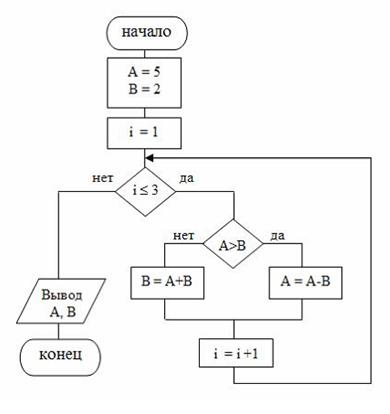 начало
A = 5
B = 2
i = 1
нет
да
i ≤ 3
нет
да
A>B
B = A+B
A = A-B
Вывод
A, B
i = i +1
конец